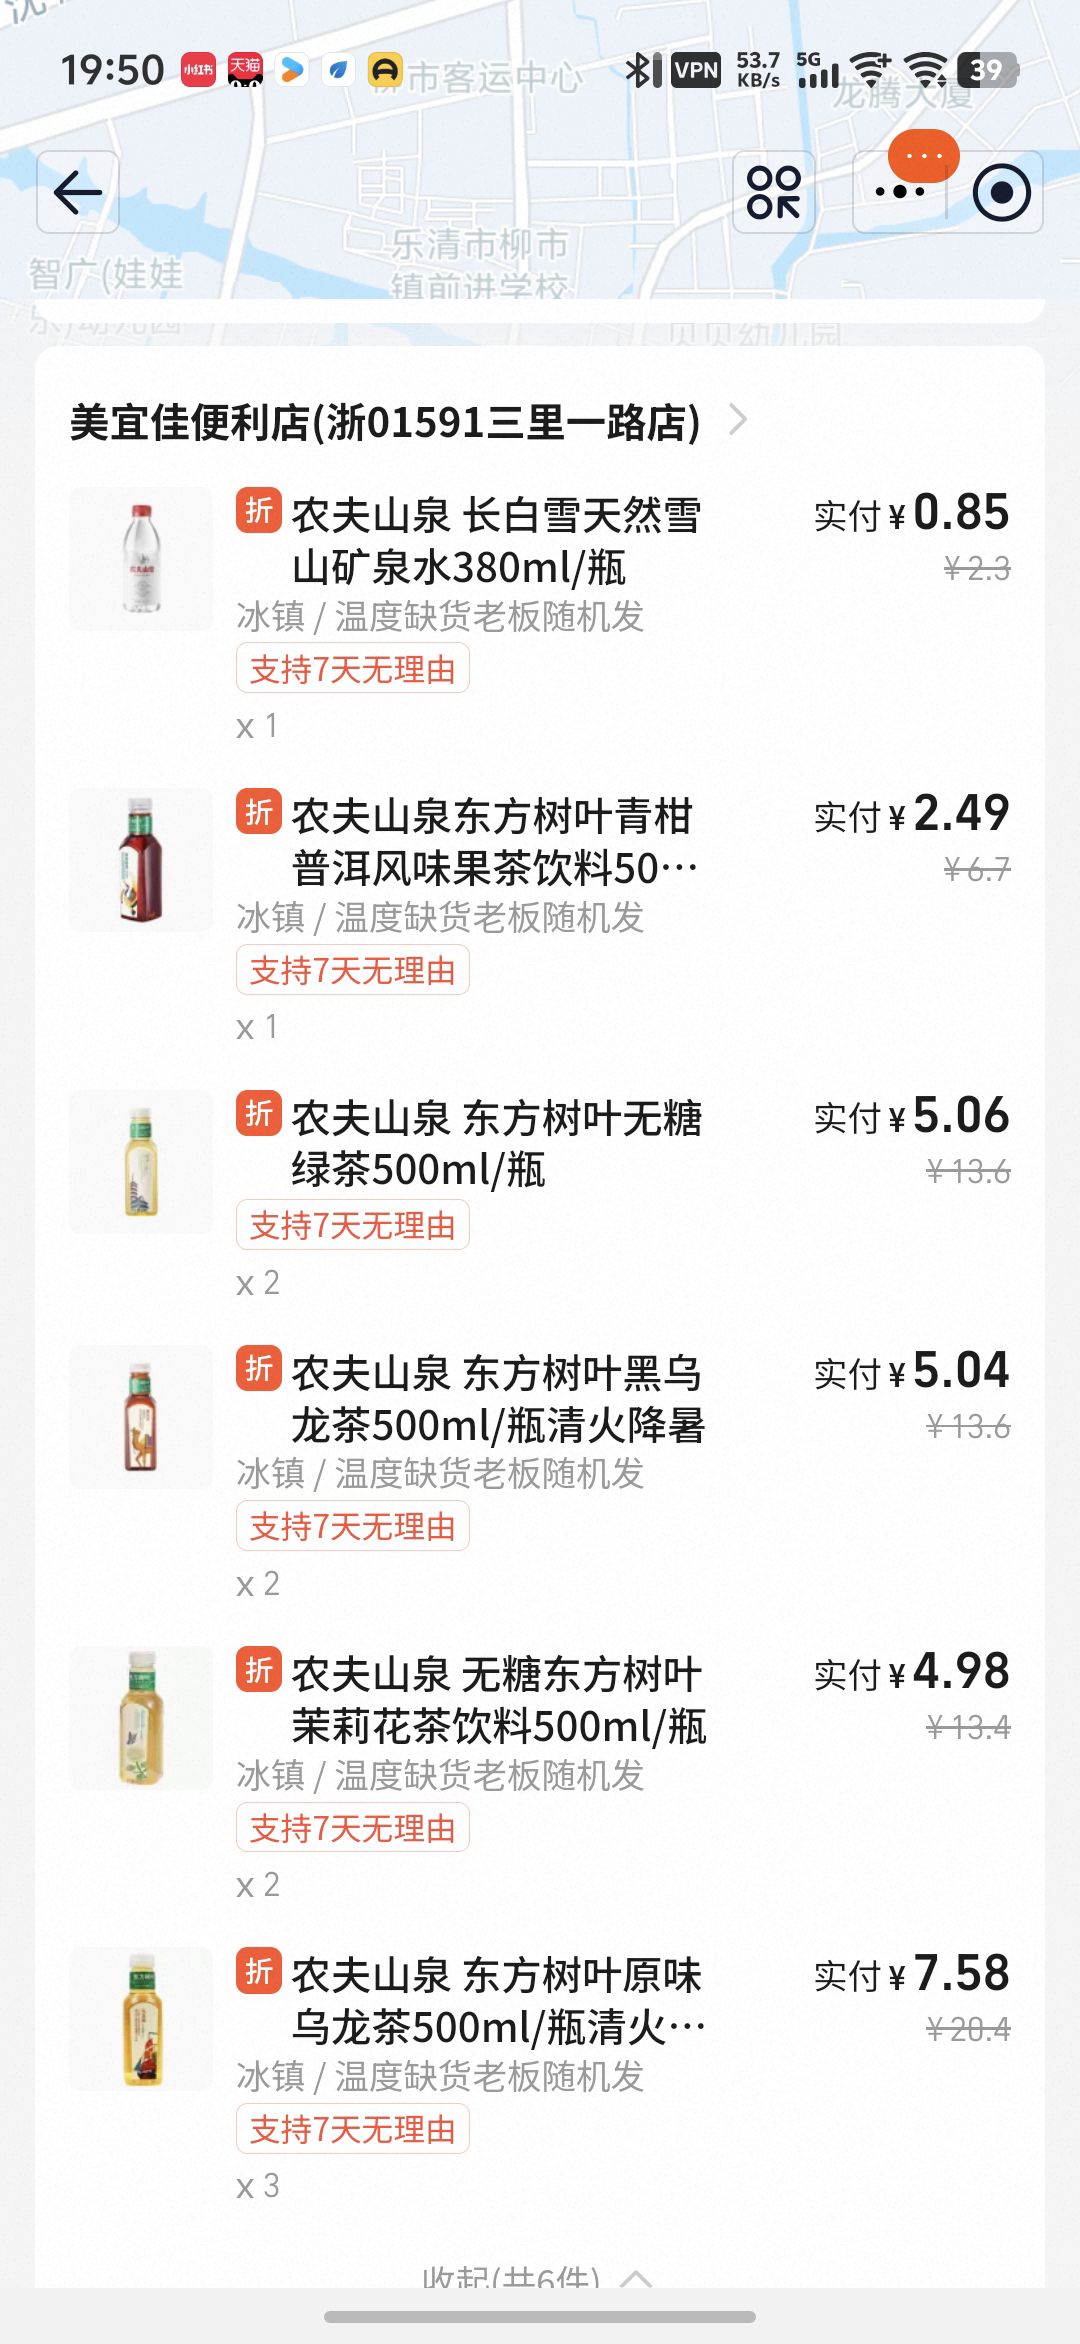 19:50
小红书
天猫
VPN
53.7
KB/s
5G
39
市客运中心
龙腾大厦
乐清市柳市
镇前进学校
智广(娃娃
美宜佳便利店(浙01591三里一路店)
折 农夫山泉 长白雪天然雪
山矿泉水380ml/瓶
实付 ¥ 0.85
¥ 2.3
冰镇 / 温度缺货老板随机发
支持7天无理由
x 1
折 农夫山泉东方树叶青柑
普洱风味果茶饮料50···
实付 ¥ 2.49
¥ 6.7
冰镇 / 温度缺货老板随机发
支持7天无理由
x 1
折 农夫山泉 东方树叶无糖
绿茶500ml/瓶
实付 ¥ 5.06
¥ 13.6
支持7天无理由
x 2
折 农夫山泉 东方树叶黑乌
龙茶500ml/瓶清火降暑
实付 ¥ 5.04
¥ 13.6
冰镇 / 温度缺货老板随机发
支持7天无理由
x 2
折 农夫山泉 无糖东方树叶
茉莉花茶饮料500ml/瓶
实付 ¥ 4.98
¥ 13.4
冰镇 / 温度缺货老板随机发
支持7天无理由
x 2
折 农夫山泉 东方树叶原味
乌龙茶500ml/瓶清火···
实付 ¥ 7.58
¥ 20.4
冰镇 / 温度缺货老板随机发
支持7天无理由
x 3
收起(共6件)